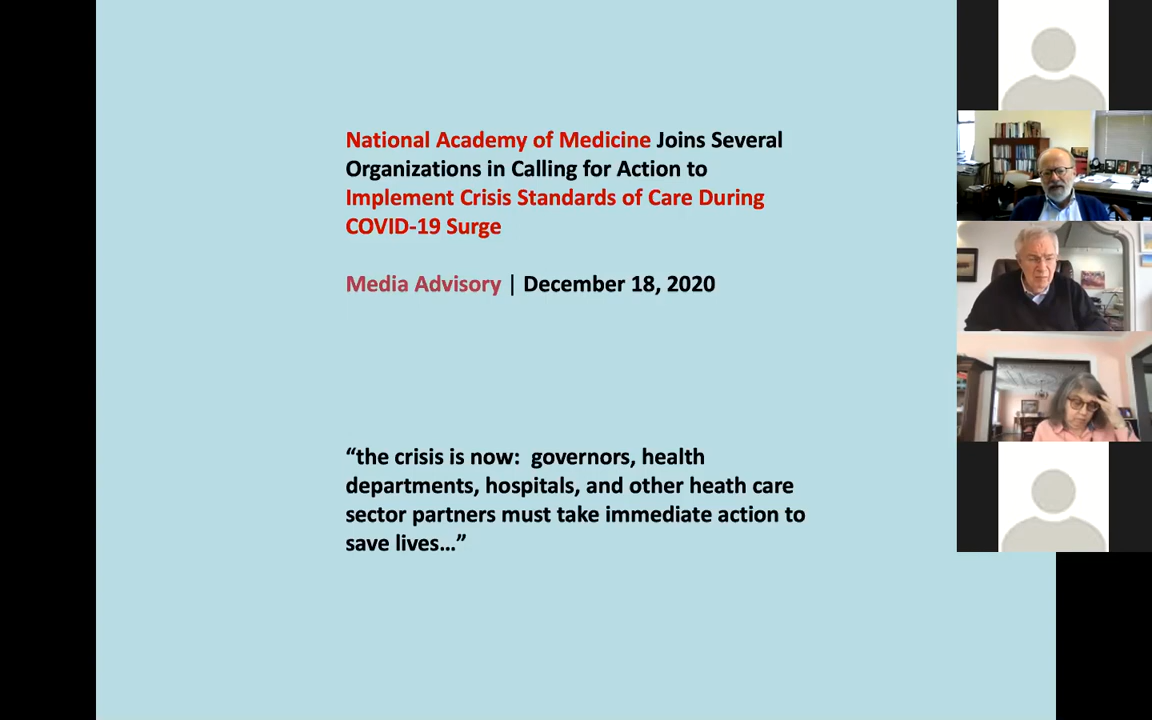 National Academy of Medicine Joins Several
Organizations in Calling for Action to
Implement Crisis Standards of Care During
COVID-19 Surge
Media Advisory | December 18, 2020
“the crisis is now:  governors, health
departments, hospitals, and other heath care
sector partners must take immediate action to
save lives…”